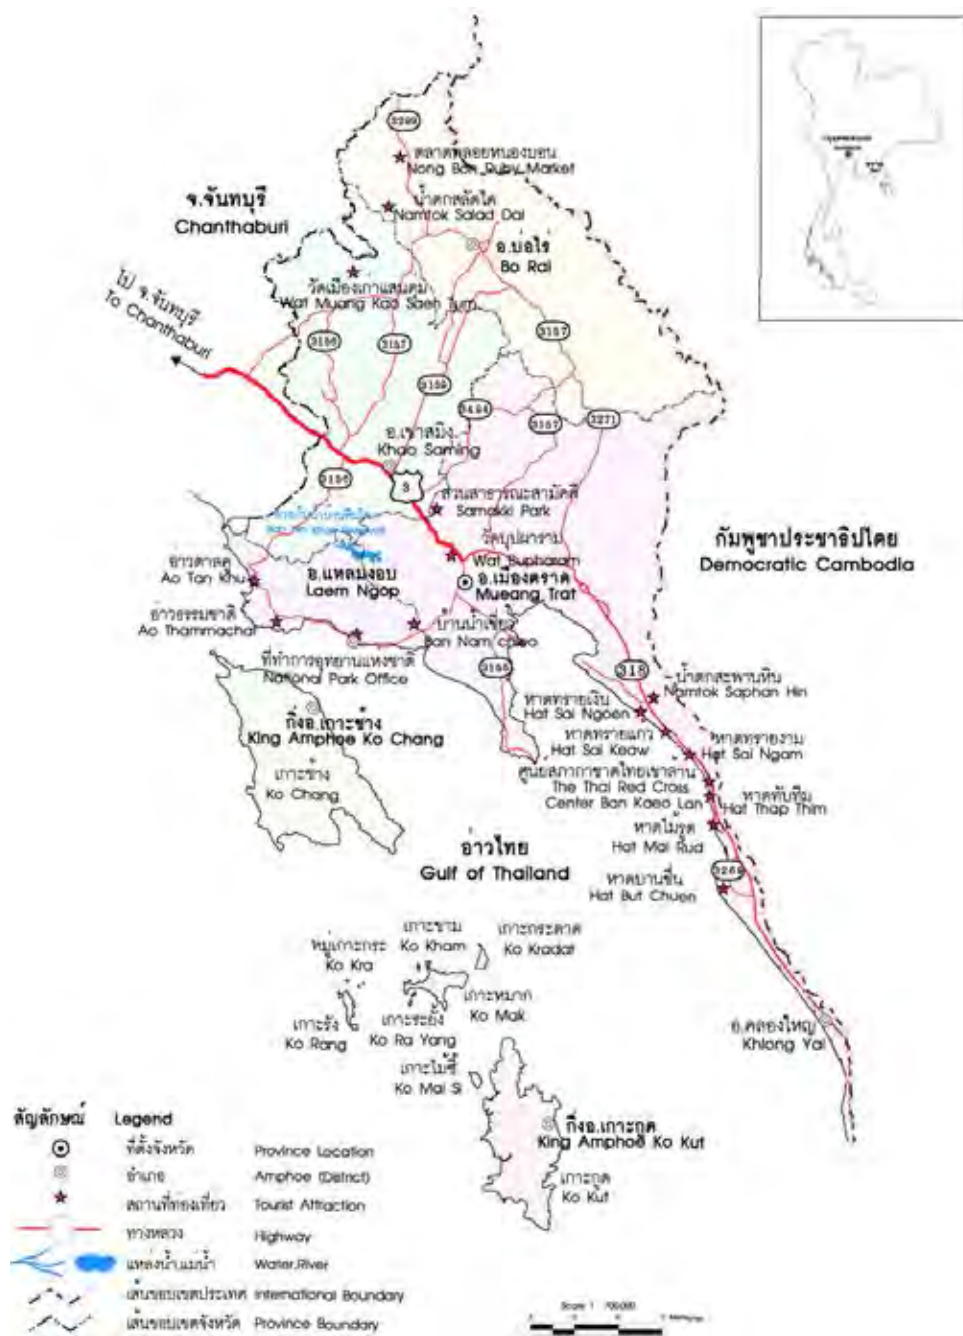 3299
ตลาดพลอยหนองบอน
Nong Bon Ruby Market
น้ำตกสลัดได
Namtok Salad Dai
จ.จันทบุรี
Chanthaburi
อ.บ่อไร่
Bo Rai
วัดเมืองเก่าแสนตุ่ม
Wat Muang Kao Saen Tum
ไป จ.จันทบุรี
To Chanthaburi
3156
3157
3159
3157
3494
3157
3271
อ.เขาสมิง
Khao Saming
3
3156
สวนสาธารณะสามัคคี
Samakki Park
วัดบุปผาราม
Wat Bupharam
กัมพูชาประชาธิปไตย
Democratic Cambodia
อ่าวตาลคู่
Ao Tan Khu
อ.แหลมงอบ
Laem Ngop
อ.เมืองตราด
Mueang Trat
อ่าวธรรมชาติ
Ao Thammachat
บ้านน้ำเชี่ยว
Ban Nam chieo
ที่ทำการอุทยานแห่งชาติ
National Park Office
3155
318
น้ำตกสะพานหิน
Namtok Saphan Hin
หาดทรายเงิน
Hat Sai Ngoen
กิ่งอ.เกาะช้าง
King Amphoe Ko Chang
หาดทรายแก้ว
Hat Sai Keaw
หาดทรายงาม
Hat Sai Ngam
เกาะช้าง
Ko Chang
ศูนย์สภากาชาดไทยเขาล้าน
The Thai Red Cross
Center Ban Kaeo Lan
หาดทับทิม
Hat Thap Thim
อ่าวไทย
Gulf of Thailand
หาดไม้รูด
Hat Mai Rud
3269
หาดบานชื่น
Hat But Chuen
เกาะขาม
Ko Kham
เกาะกระดาด
Ko Kradat
หมู่เกาะกระ
Ko Kra
เกาะหมาก
Ko Mak
เกาะรัง
Ko Rang
เกาะระยั้ง
Ko Ra Yang
อ.คลองใหญ่
Khlong Yai
เกาะไม้ซี้
Ko Mai Si
กิ่งอ.เกาะกูด
King Amphoe Ko Kut
เกาะกูด
Ko Kut
สัญลักษณ์ Legend
ที่ตั้งจังหวัด Province Location
อำเภอ Amphoe (District)
สถานที่ท่องเที่ยว Tourist Attraction
ทางหลวง Highway
แหล่งน้ำ,แม่น้ำ Water,River
เส้นขอบเขตประเทศ International Boundary
เส้นขอบเขตจังหวัด Province Boundary
Scale 1 : 700,000